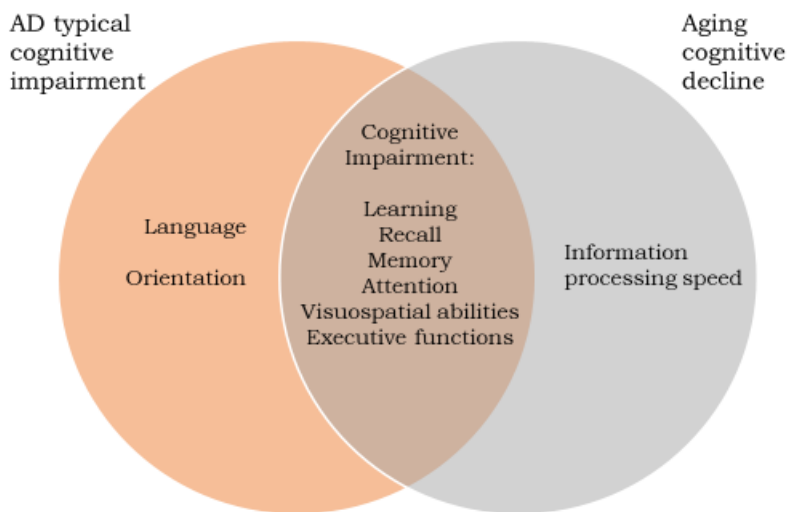 AD typical
cognitive
impairment
Aging
cognitive
decline
Cognitive
Impairment:
Learning
Recall
Memory
Attention
Visuospatial abilities
Executive functions
Language
Orientation
Information
processing speed